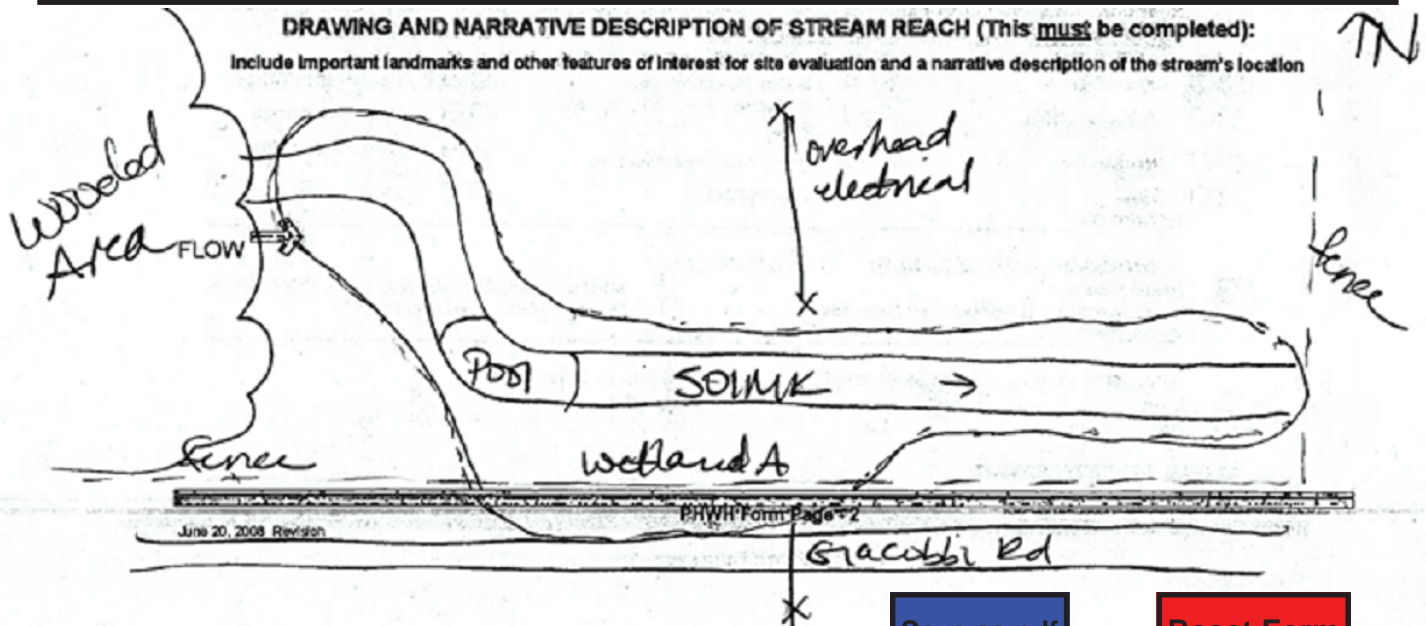 DRAWING AND NARRATIVE DESCRIPTION OF STREAM REACH (This must be completed):
Include important landmarks and other features of interest for site evaluation and a narrative description of the stream's location
N
overhead
electrical
Wooded
Area
FLOW
fence
Pool
→
fence
Wetland A
PHWH Form Page - 2
June 20, 2008 Revision
Giacobbi Rd
Reset Form